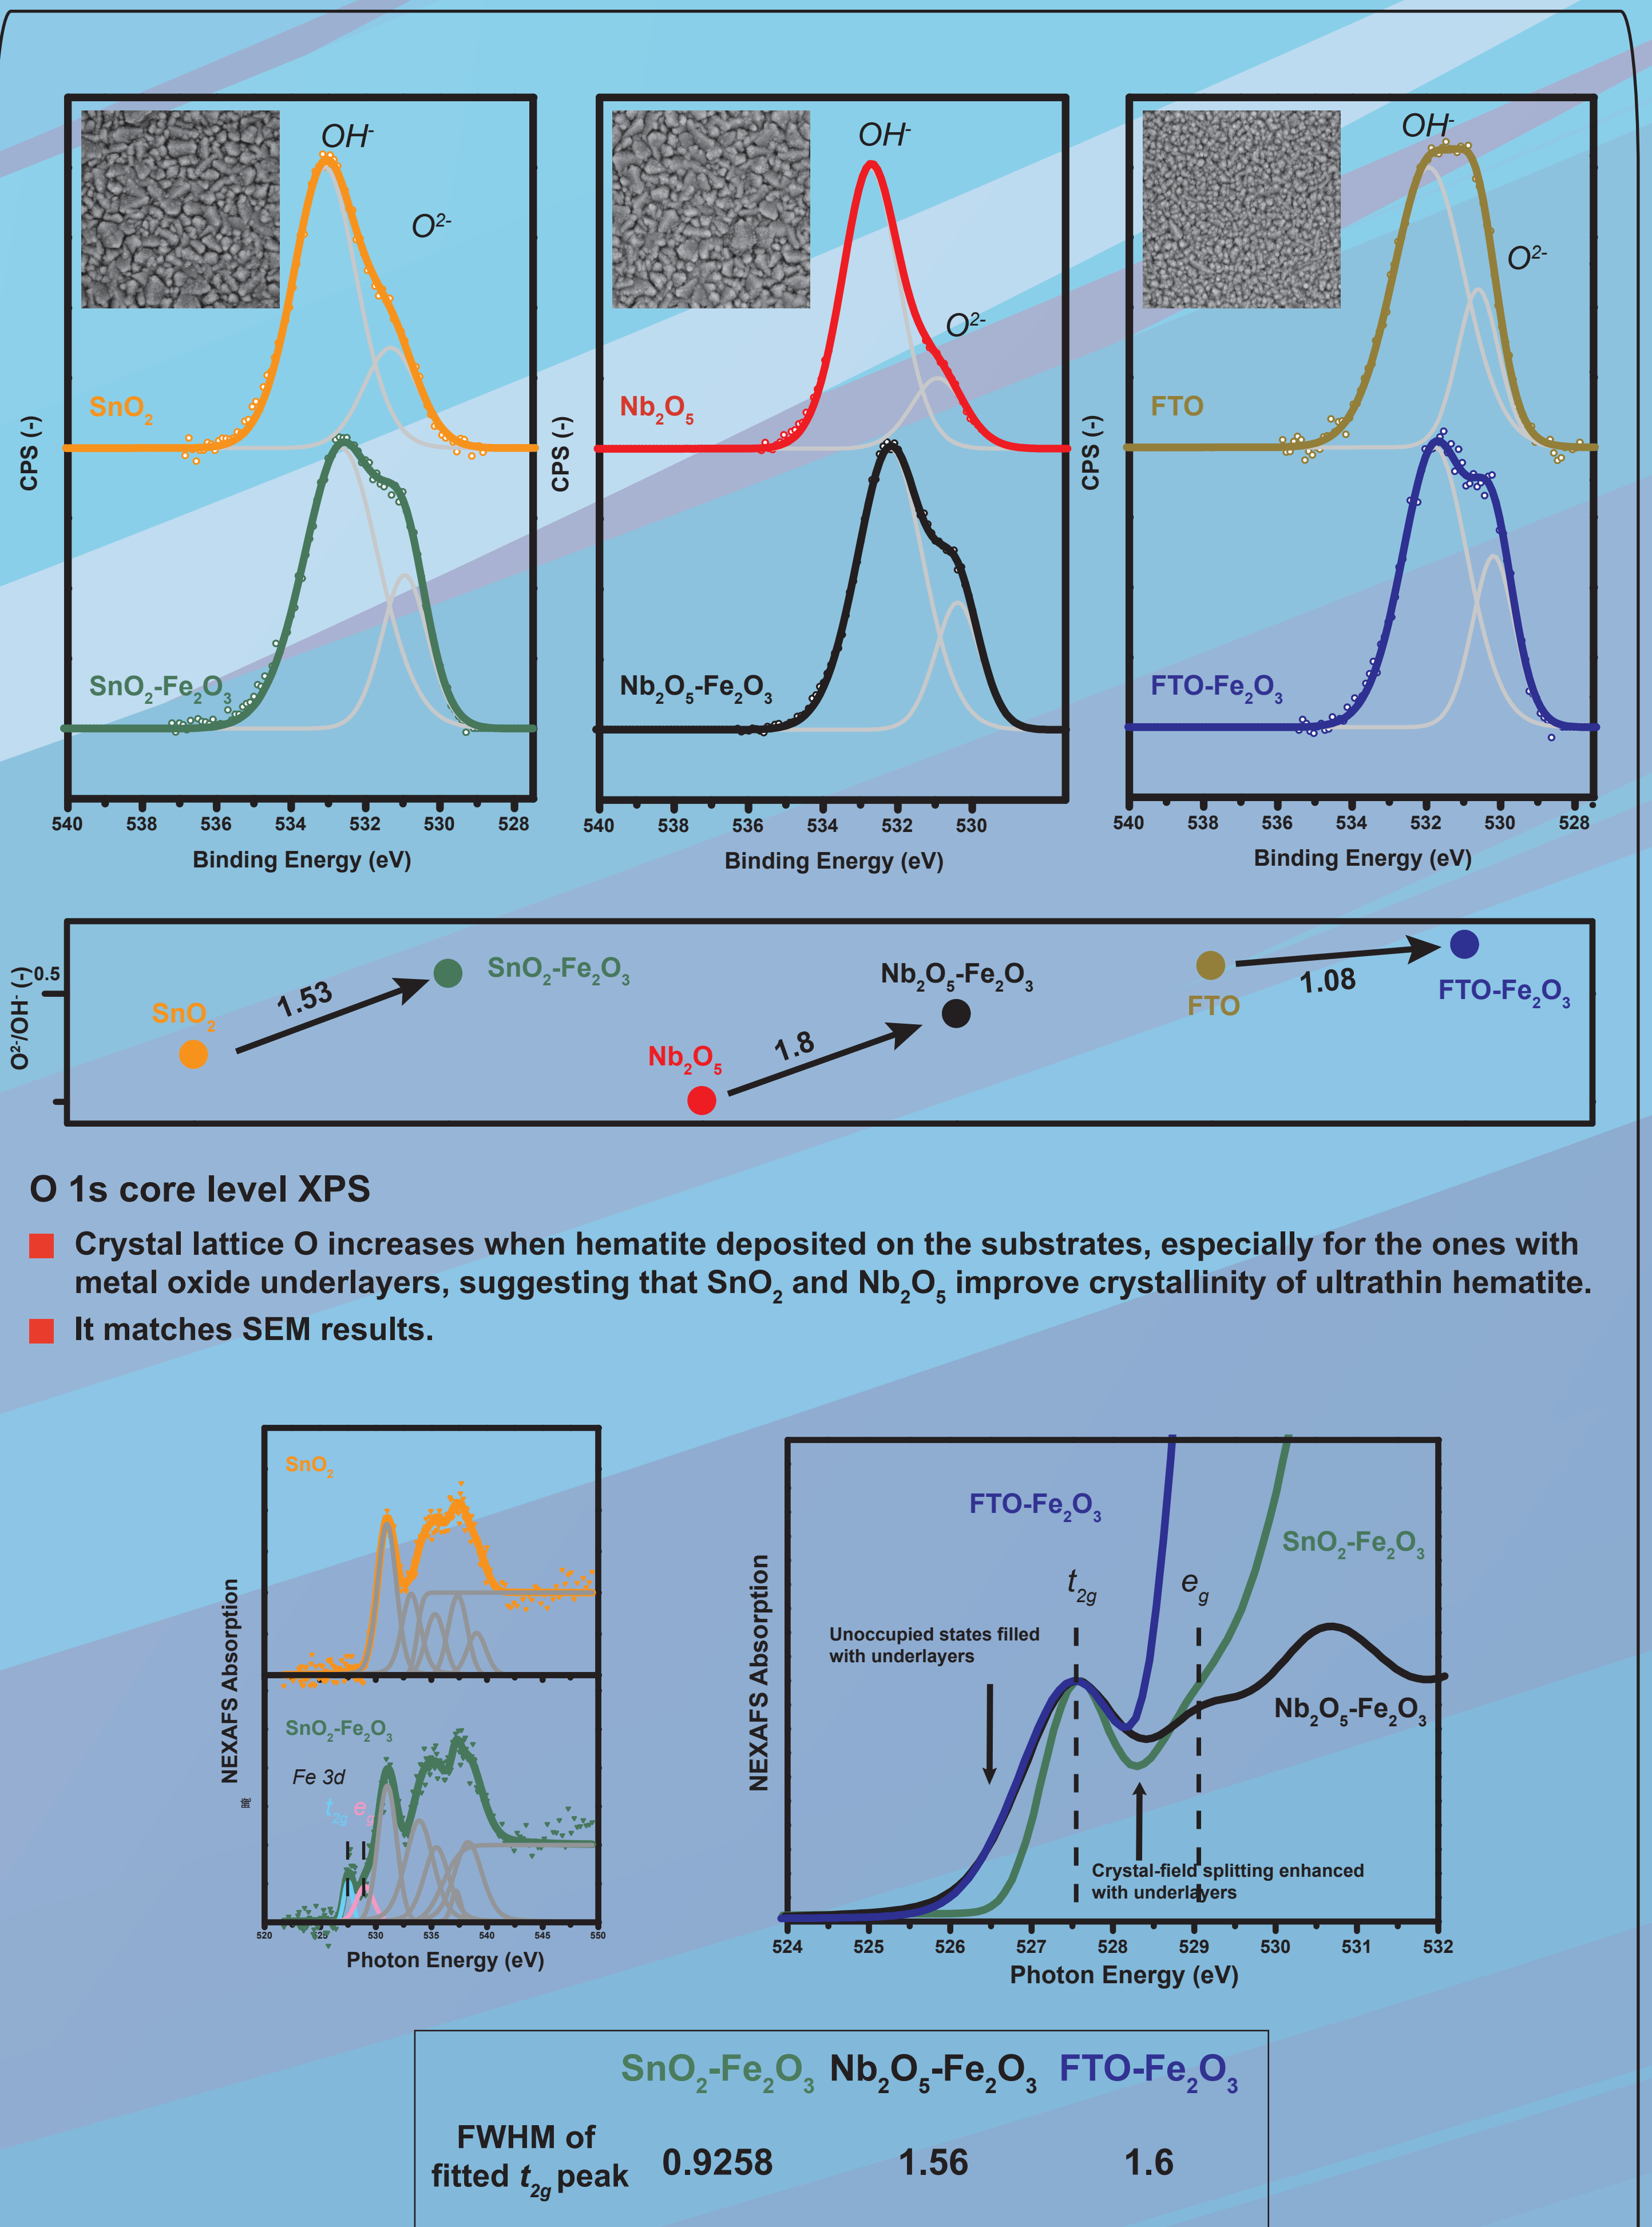 OH-
O2-
SnO2
SnO2-Fe2O3
CPS (-)
540 538 536 534 532 530 528
Binding Energy (eV)
OH-
O2-
Nb2O5
Nb2O5-Fe2O3
CPS (-)
540 538 536 534 532 530
Binding Energy (eV)
OH-
O2-
FTO
FTO-Fe2O3
CPS (-)
540 538 536 534 532 530 528
Binding Energy (eV)
O2-/OH- (-)
0.5
SnO2
1.53
SnO2-Fe2O3
Nb2O5
1.8
Nb2O5-Fe2O3
FTO
1.08
FTO-Fe2O3
O 1s core level XPS
Crystal lattice O increases when hematite deposited on the substrates, especially for the ones with
metal oxide underlayers, suggesting that SnO2 and Nb2O5 improve crystallinity of ultrathin hematite.
It matches SEM results.
NEXAFS Absorption
SnO2
SnO2-Fe2O3
Fe 3d
t2g eg
520 525 530 535 540 545 550
Photon Energy (eV)
NEXAFS Absorption
FTO-Fe2O3
SnO2-Fe2O3
t2g
eg
Unoccupied states filled
with underlayers
Nb2O5-Fe2O3
Crystal-field splitting enhanced
with underlayers
524 525 526 527 528 529 530 531 532
Photon Energy (eV)
SnO2-Fe2O3 Nb2O5-Fe2O3 FTO-Fe2O3
FWHM of
fitted t2g peak 0.9258 1.56 1.6